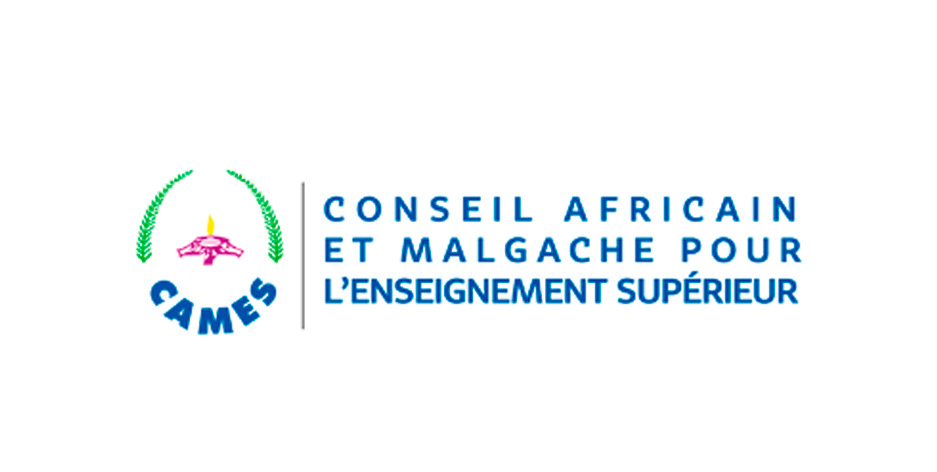 CAMES
CONSEIL AFRICAIN
ET MALGACHE POUR
L'ENSEIGNEMENT SUPÉRIEUR